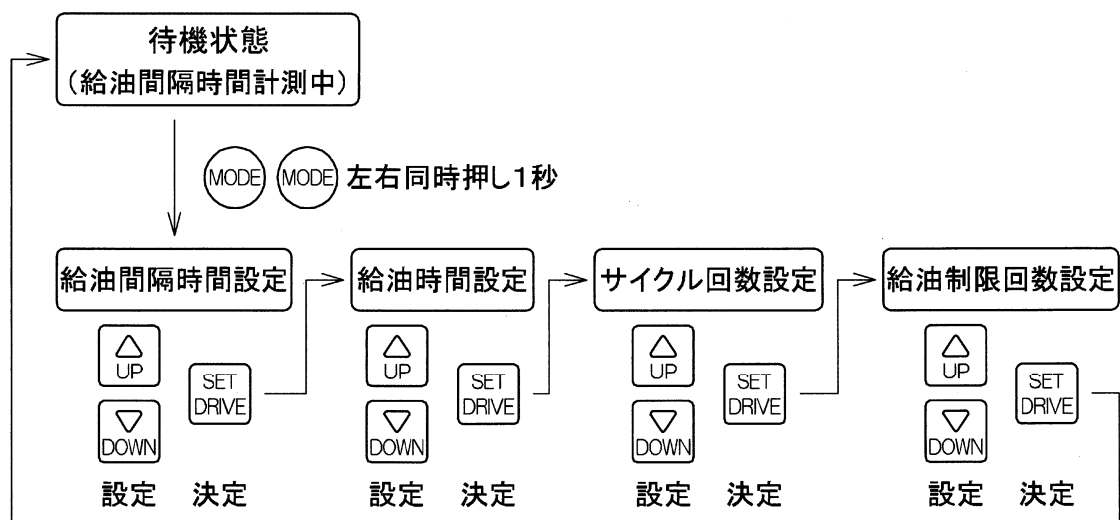 待機状態
（給油間隔時間計測中）
MODE MODE 左右同時押し1秒
給油間隔時間設定 給油時間設定 サイクル回数設定 給油制限回数設定
UP UP UP UP
SET SET SET SET
DRIVE DRIVE DRIVE DRIVE
DOWN DOWN DOWN DOWN
設定 決定 設定 決定 設定 決定 設定 決定